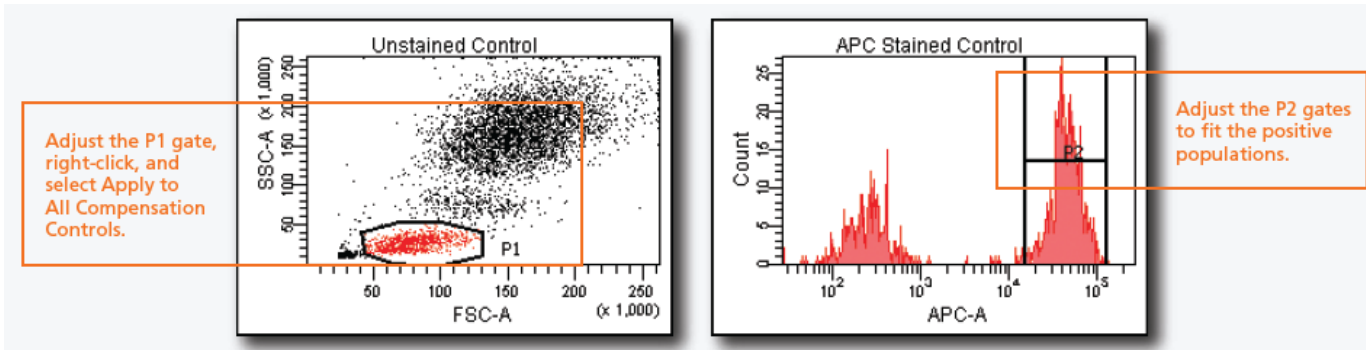 Unstained Control
SSC-A (x 1,000)
50 100 150 200 250
P1
50 100 150 200 250
(x 1,000)
FSC-A
Adjust the P1 gate,
right-click, and
select Apply to
All Compensation
Controls.
APC Stained Control
Count
0 5 10 15 20 25
P2
10² 10³ 10⁴ 10⁵
APC-A
Adjust the P2 gates
to fit the positive
populations.